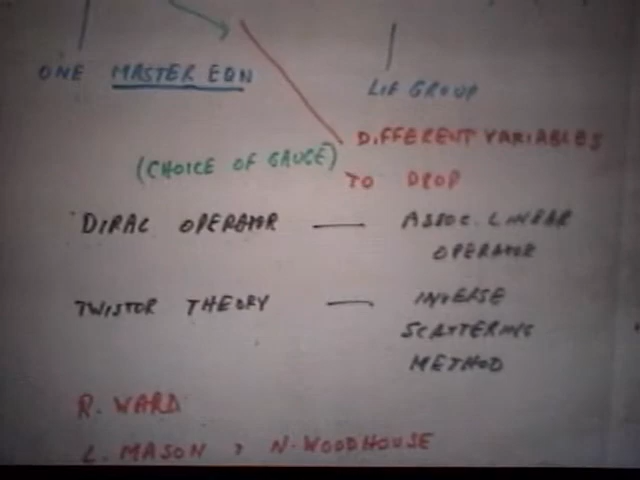 ONE MASTER EQN
LIE GROUP
DIFFERENT VARIABLES
(CHOICE OF GAUGE)
TO DROP
DIRAC OPERATOR — ASSOC. LINEAR
OPERATOR
TWISTOR THEORY — INVERSE
SCATTERING
METHOD
R. WARD
L. MASON , N. WOODHOUSE